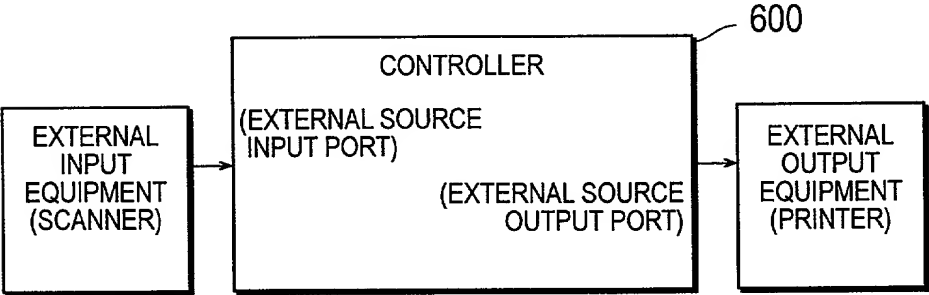 600
CONTROLLER
(EXTERNAL SOURCE
INPUT PORT)
(EXTERNAL SOURCE
OUTPUT PORT)
EXTERNAL
INPUT
EQUIPMENT
(SCANNER)
EXTERNAL
OUTPUT
EQUIPMENT
(PRINTER)